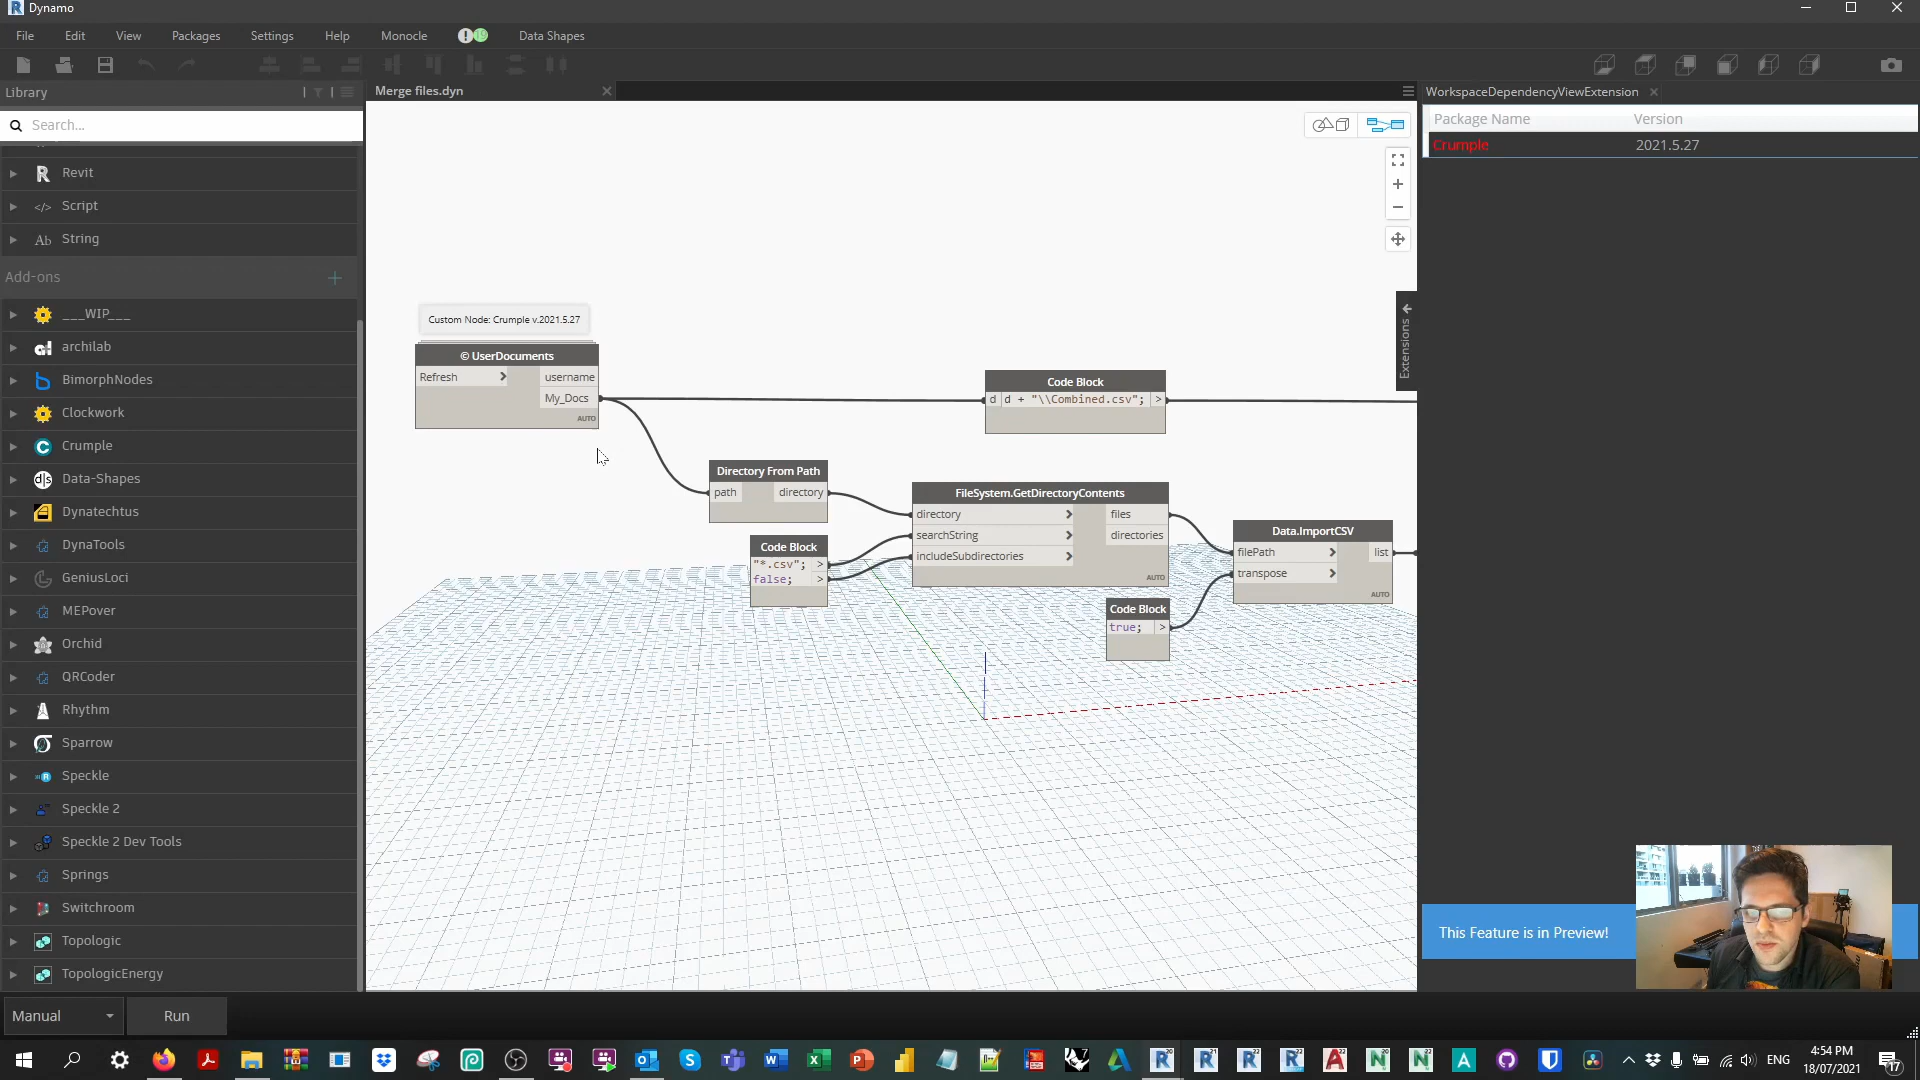 Dynamo
File Edit View Packages Settings Help Monocle Data Shapes
Library
Merge files.dyn
WorkspaceDependencyViewExtension
Search...
Package Name Version
Crumple 2021.5.27
Revit
Script
String
Add-ons
___WIP___
archilab
BimorphNodes
Clockwork
Crumple
Data-Shapes
Dynatechtus
DynaTools
GeniusLoci
MEPover
Orchid
QRCoder
Rhythm
Sparrow
Speckle
Speckle 2
Speckle 2 Dev Tools
Springs
Switchroom
Topologic
TopologicEnergy
Custom Node: Crumple v.2021.5.27
© UserDocuments
Refresh > username
My_Docs
AUTO
Code Block
d d + "\\Combined.csv"; >
Extensions
Directory From Path
path directory
FileSystem.GetDirectoryContents
directory > files
searchString > directories
includeSubdirectories >
AUTO
Code Block
"*.csv"; >
false; >
Data.ImportCSV
filePath > list
transpose >
AUTO
Code Block
true; >
This Feature is in Preview!
Manual Run
ENG
4:54 PM
18/07/2021